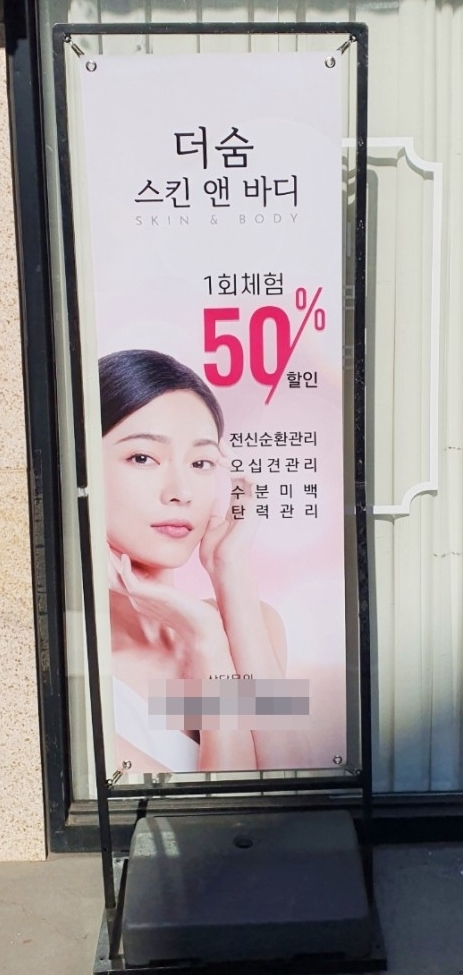 더숨
스킨 앤 바디
SKIN & BODY
1회체험
50%
할인
전신순환관리
오십견관리
수분미백
탄력관리